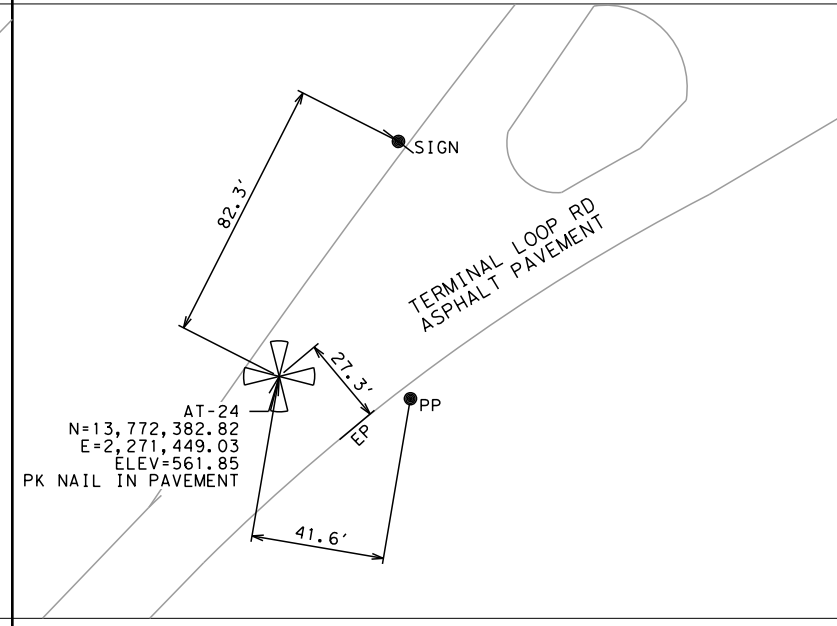 SIGN
82.3'
TERMINAL LOOP RD
ASPHALT PAVEMENT
27.3'
PP
EP
AT-24
N=13,772,382.82
E=2,271,449.03
ELEV=561.85
PK NAIL IN PAVEMENT
41.6'